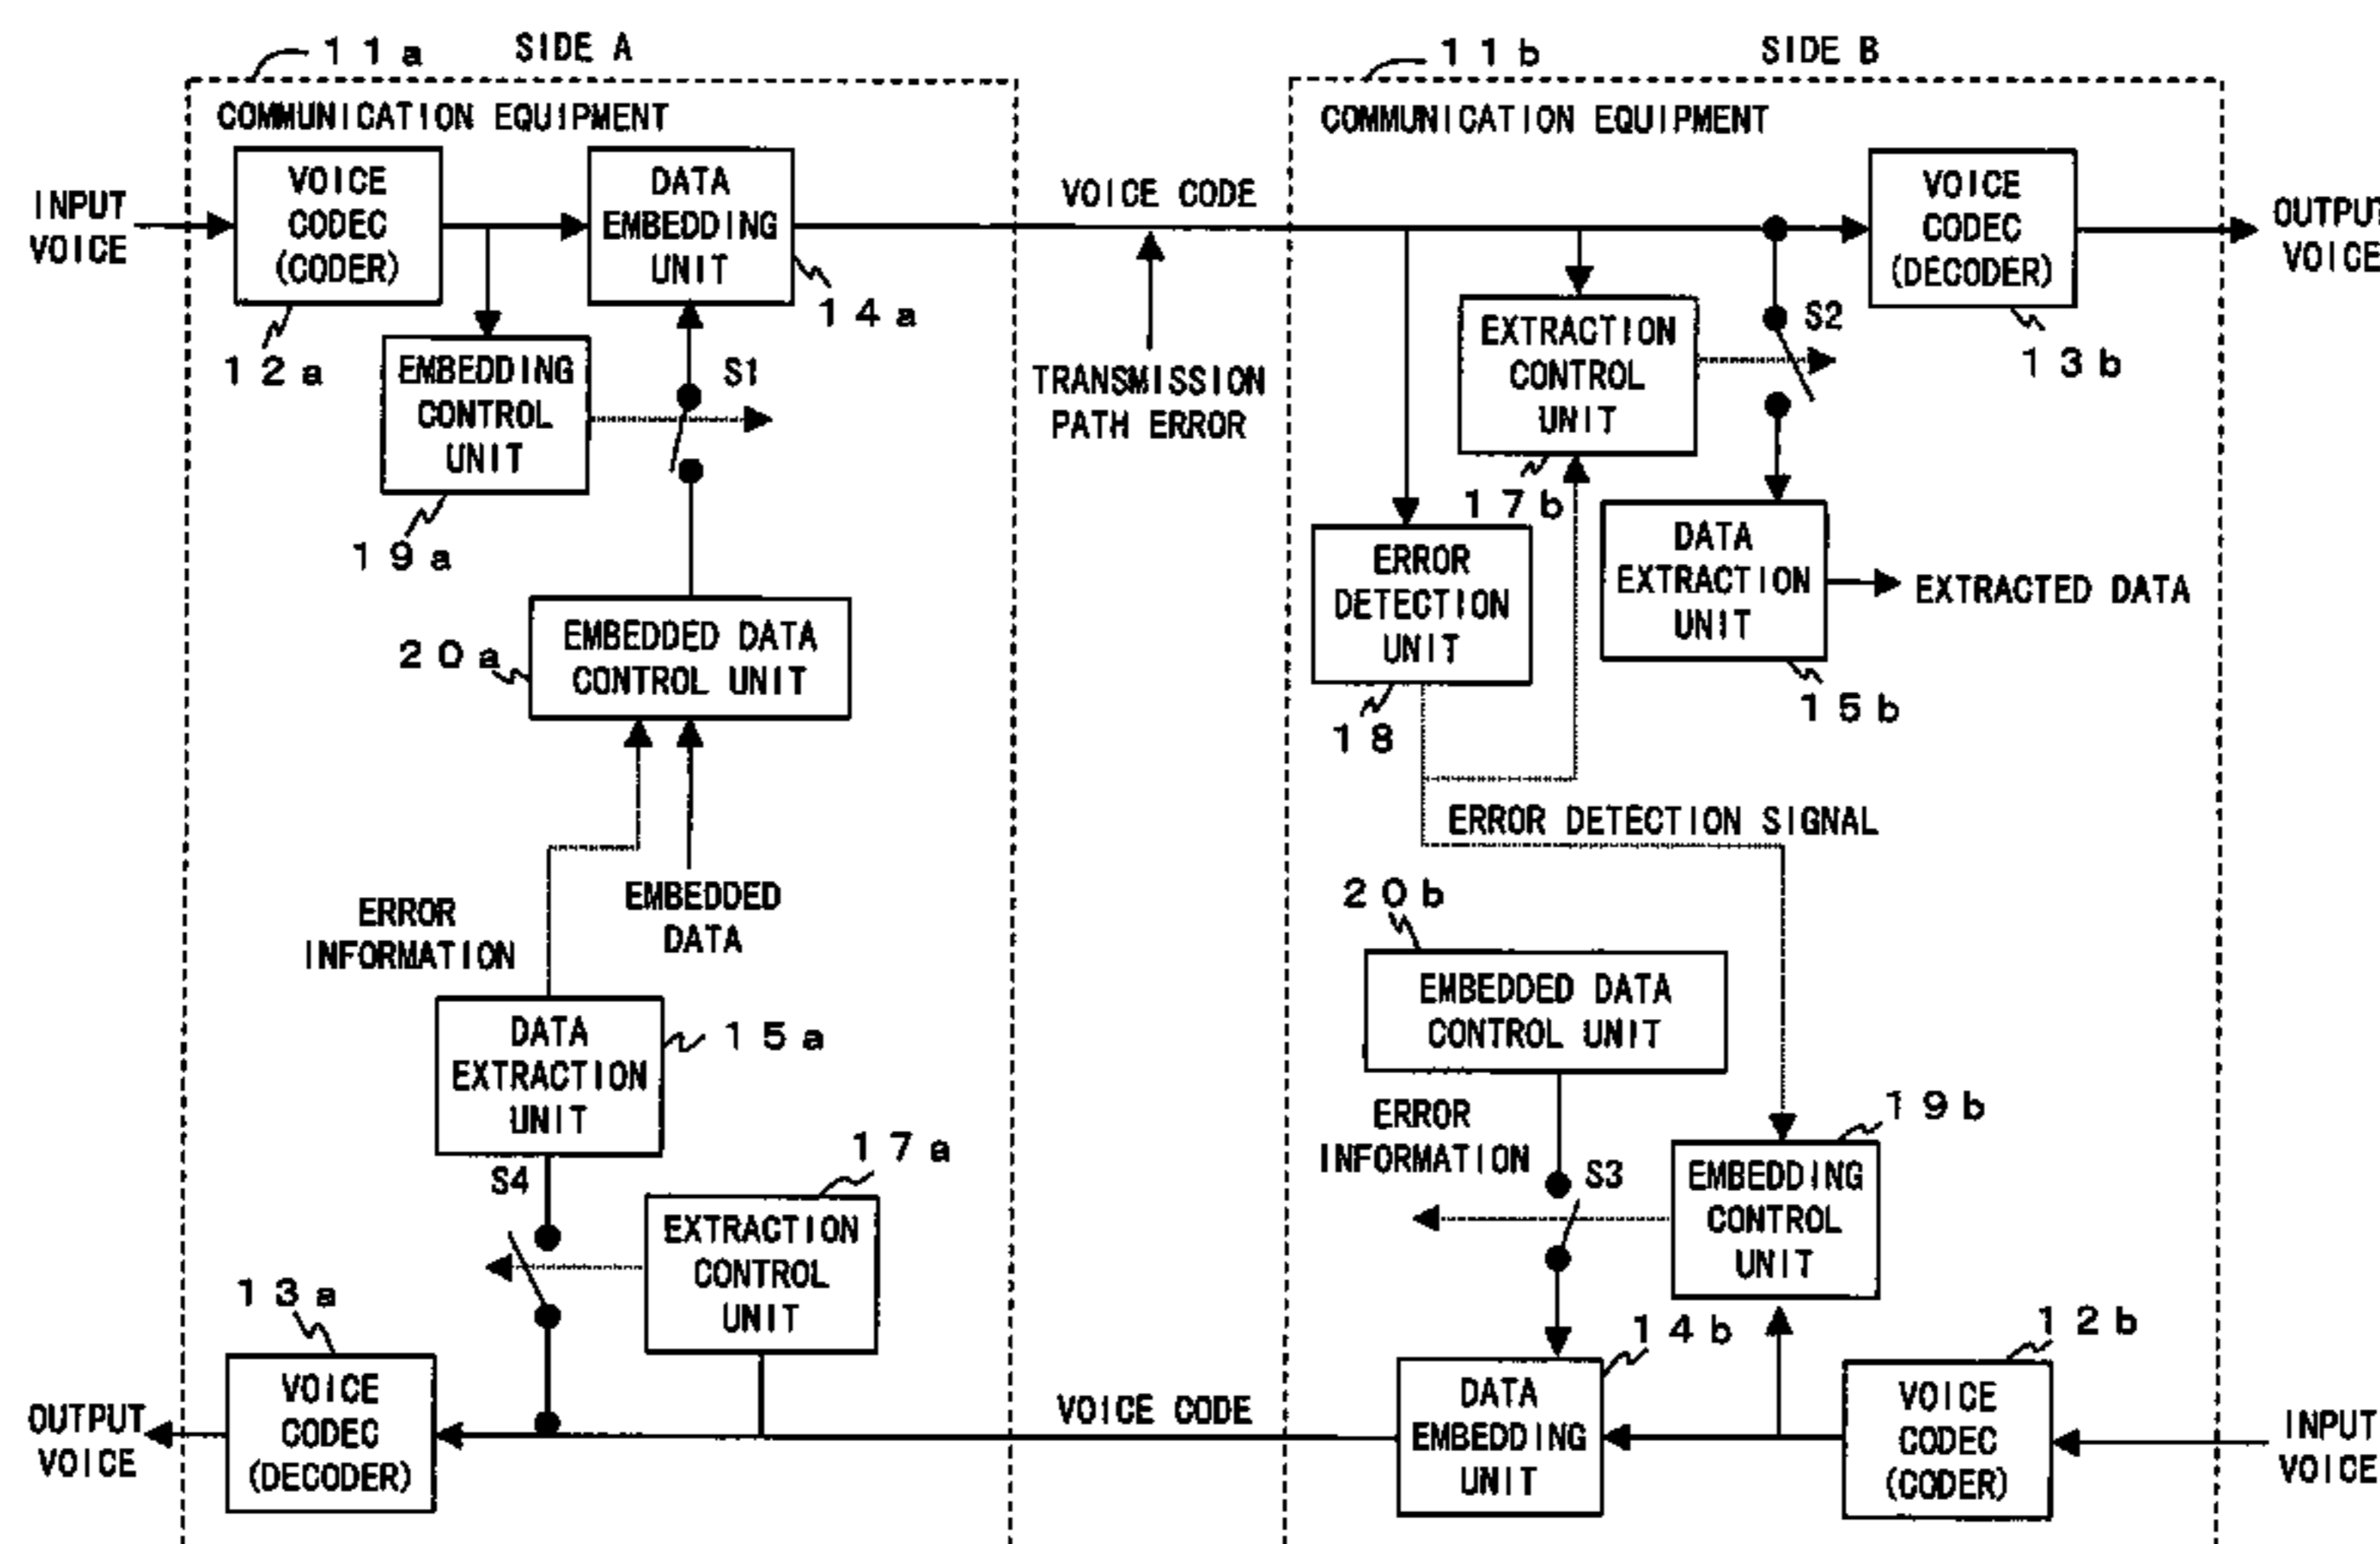 11a
SIDE A
11b
SIDE B
COMMUNICATION EQUIPMENT
COMMUNICATION EQUIPMENT
INPUT
VOICE
VOICE
CODEC
(CODER)
12a
DATA
EMBEDDING
UNIT
14a
VOICE CODE
TRANSMISSION
PATH ERROR
EMBEDDING
CONTROL
UNIT
19a
S1
EXTRACTION
CONTROL
UNIT
17b
S2
VOICE
CODEC
(DECODER)
13b
OUTPUT
VOICE
ERROR
DETECTION
UNIT
18
DATA
EXTRACTION
UNIT
15b
EXTRACTED DATA
20a
EMBEDDED DATA
CONTROL UNIT
ERROR DETECTION SIGNAL
ERROR
INFORMATION
EMBEDDED
DATA
20b
EMBEDDED DATA
CONTROL UNIT
DATA
EXTRACTION
UNIT
15a
ERROR
INFORMATION
S3
19b
EMBEDDING
CONTROL
UNIT
S4
17a
EXTRACTION
CONTROL
UNIT
13a
VOICE
CODEC
(DECODER)
OUTPUT
VOICE
VOICE CODE
14b
DATA
EMBEDDING
UNIT
12b
VOICE
CODEC
(CODER)
INPUT
VOICE